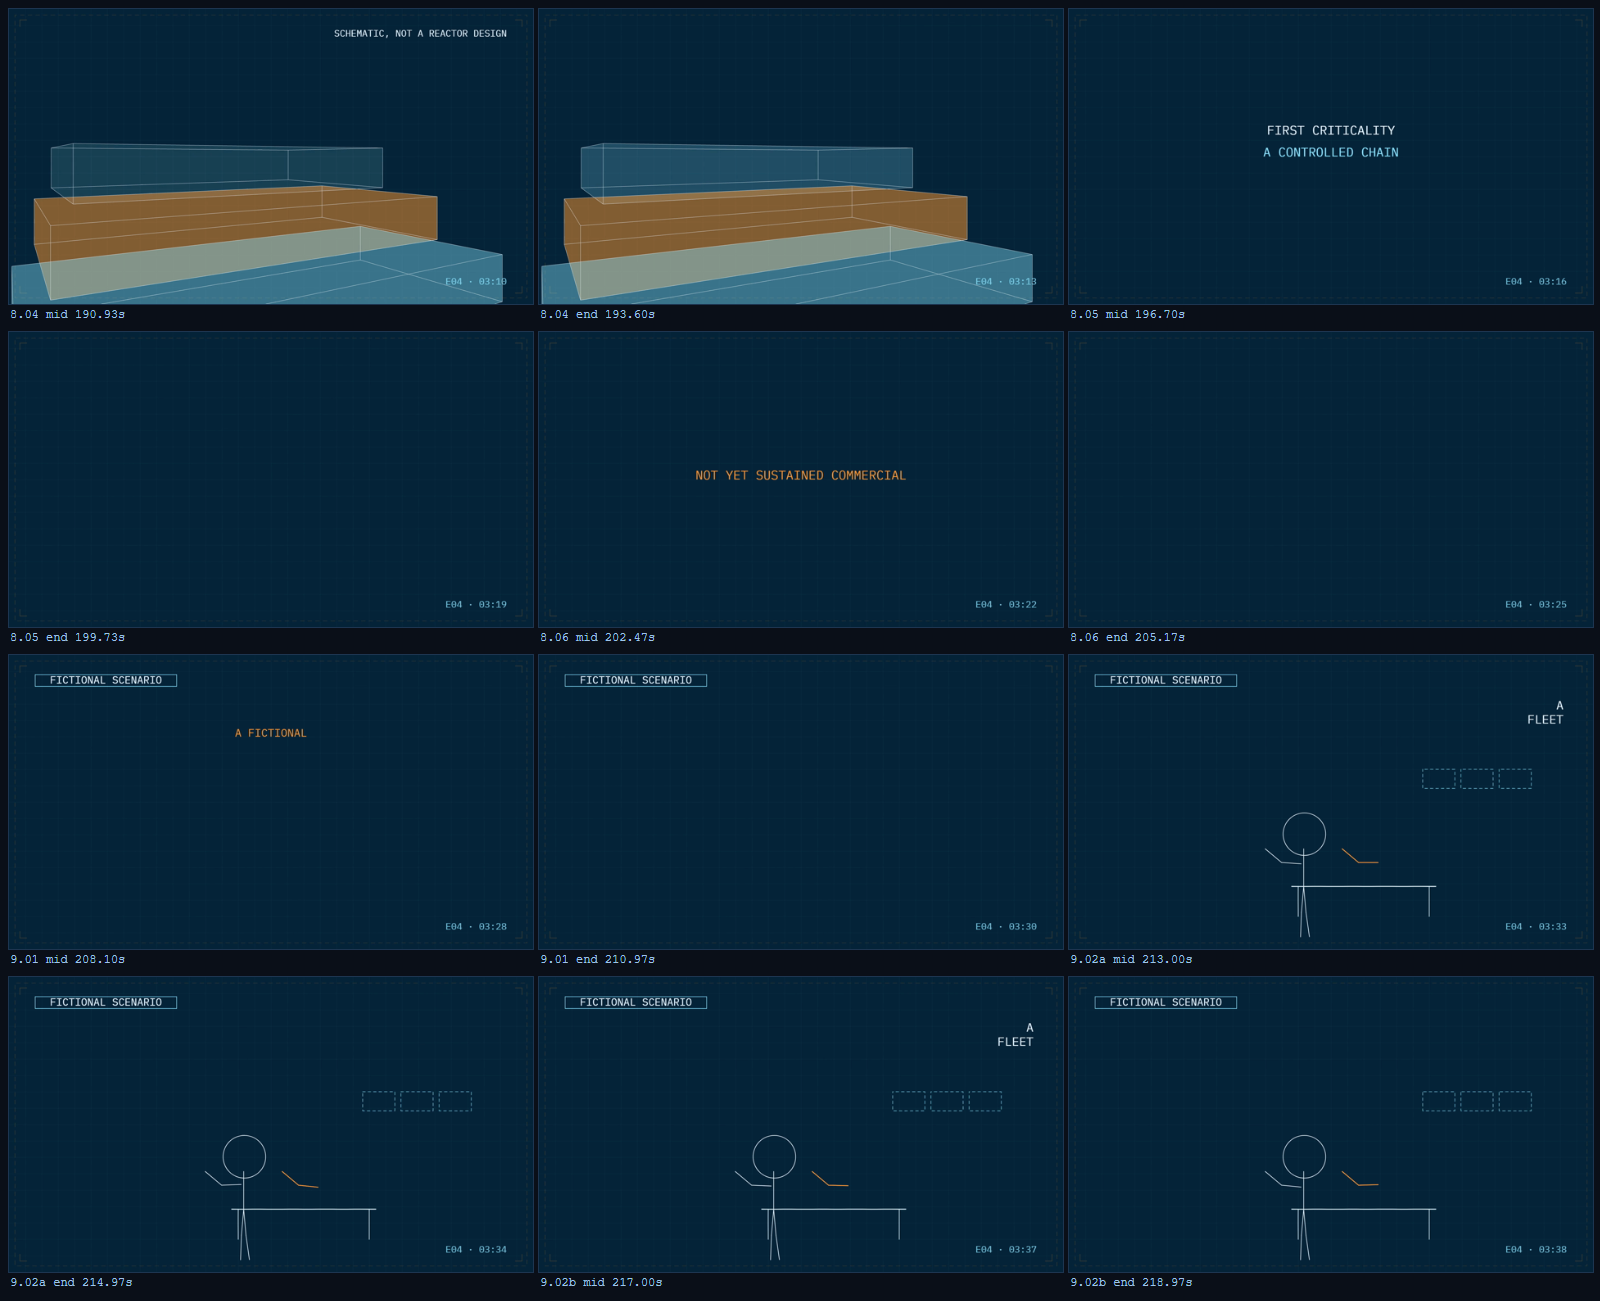 SCHEMATIC, NOT A REACTOR DESIGN
E04 · 03:10
8.04 mid 190.93s
E04 · 03:13
8.04 end 193.60s
FIRST CRITICALITY
A CONTROLLED CHAIN
E04 · 03:16
8.05 mid 196.70s
E04 · 03:19
8.05 end 199.73s
NOT YET SUSTAINED COMMERCIAL
E04 · 03:22
8.06 mid 202.47s
E04 · 03:25
8.06 end 205.17s
FICTIONAL SCENARIO
A FICTIONAL
E04 · 03:28
9.01 mid 208.10s
FICTIONAL SCENARIO
E04 · 03:30
9.01 end 210.97s
FICTIONAL SCENARIO
A
FLEET
E04 · 03:33
9.02a mid 213.00s
FICTIONAL SCENARIO
E04 · 03:34
9.02a end 214.97s
FICTIONAL SCENARIO
A
FLEET
E04 · 03:37
9.02b mid 217.00s
FICTIONAL SCENARIO
E04 · 03:38
9.02b end 218.97s